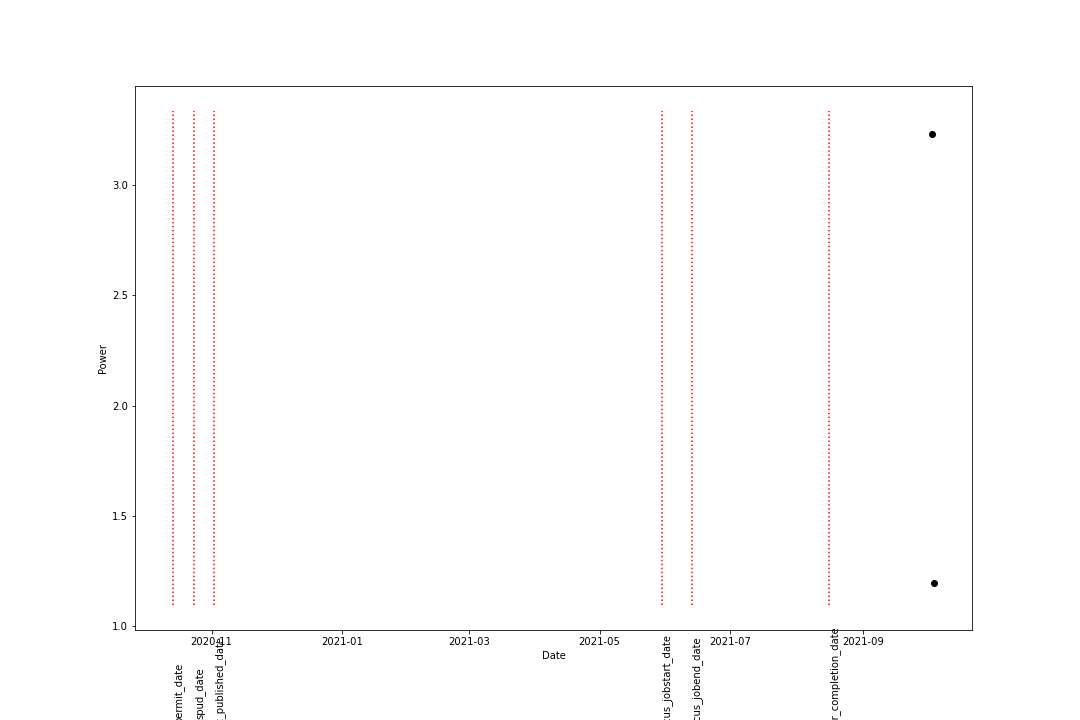 3.0
2.5
2.0
1.5
1.0
Power
2020-11
2021-01
2021-03
2021-05
2021-07
2021-09
Date
ermit_date
spud_date
_published_date
cus_jobstart_date
cus_jobend_date
r_completion_date